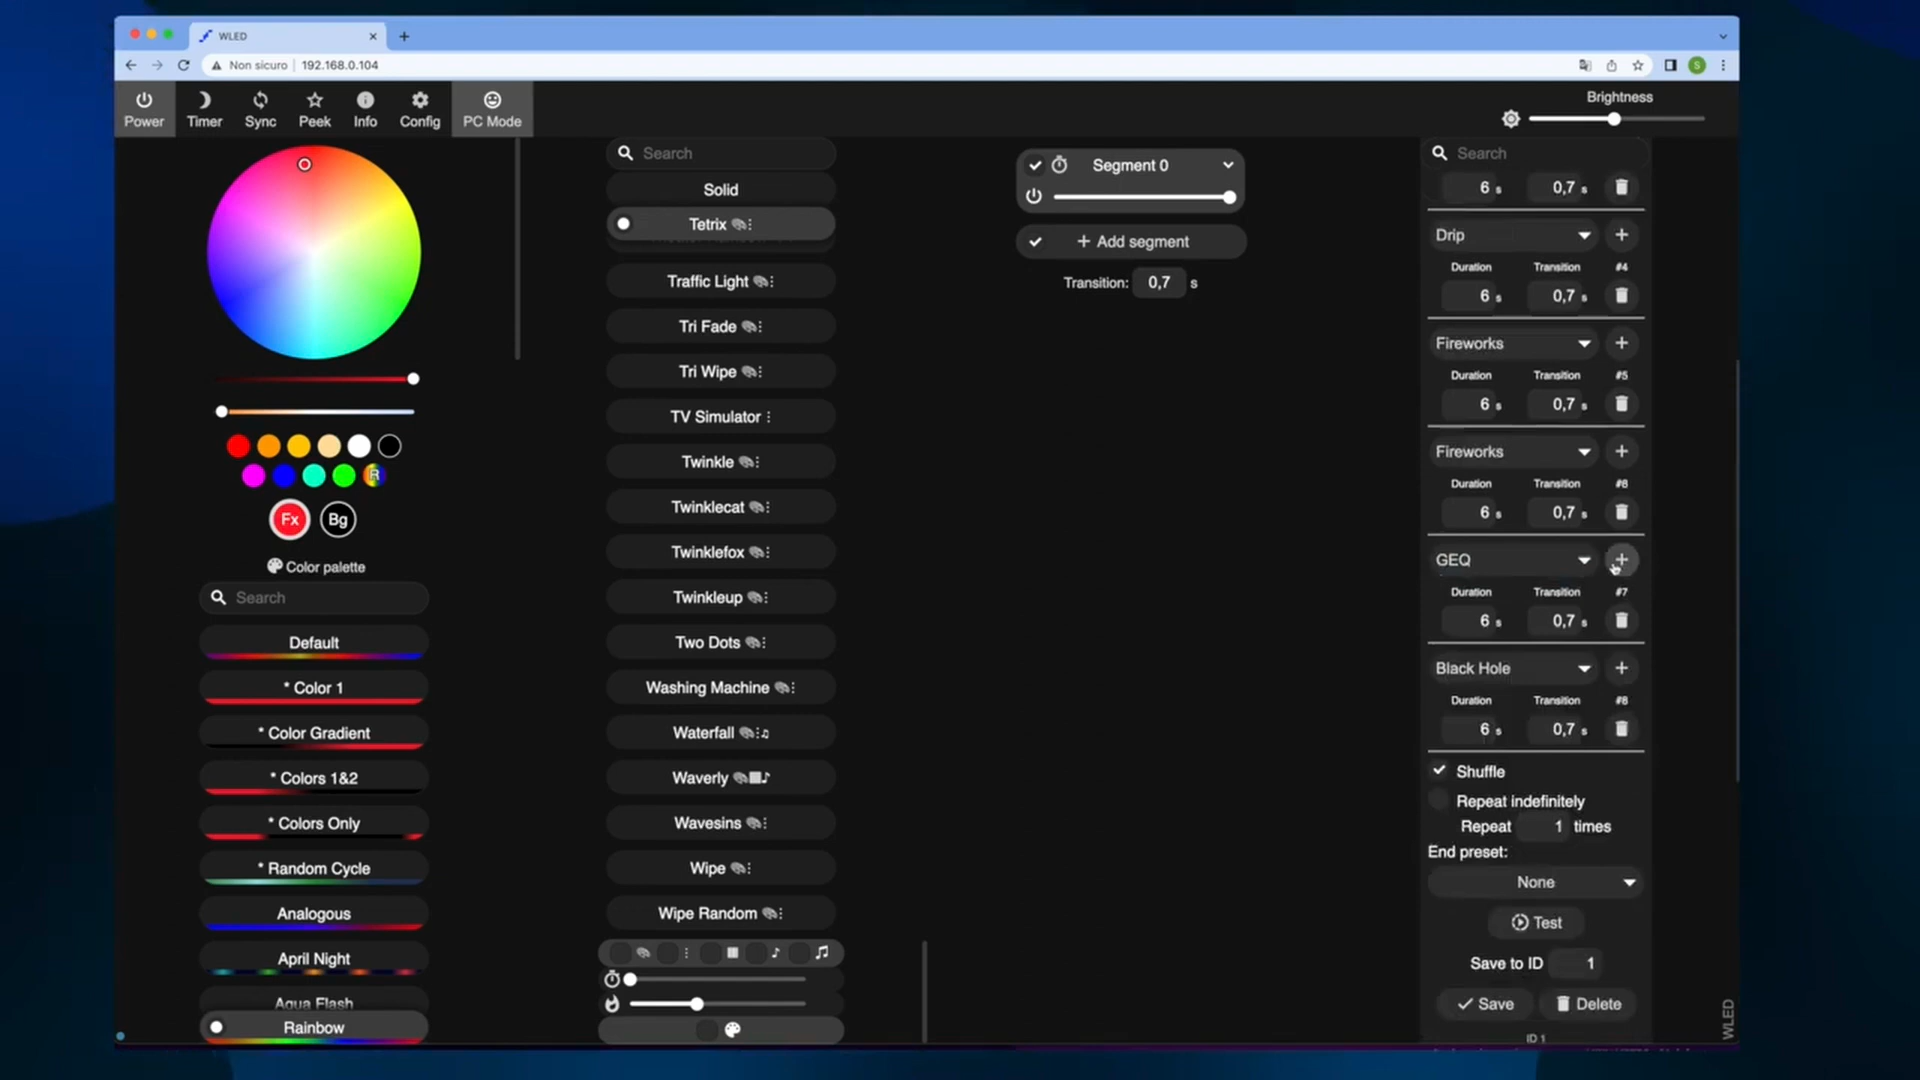 WLED
Non sicuro
192.168.0.104
Power
Timer
Sync
Peek
Info
Config
PC Mode
Brightness
R
Fx
Bg
Color palette
Search
Default
* Color 1
* Color Gradient
* Colors 1&2
* Colors Only
* Random Cycle
Analogous
April Night
Aqua Flash
Rainbow
Search
Solid
Tetrix
Traffic Light
Tri Fade
Tri Wipe
TV Simulator
Twinkle
Twinklecat
Twinklefox
Twinkleup
Two Dots
Washing Machine
Waterfall
Waverly
Wavesins
Wipe
Wipe Random
Segment 0
+ Add segment
Transition: 0,7 s
Search
6 s 0,7 s
Drip
Duration Transition #4
6 s 0,7 s
Fireworks
Duration Transition #5
6 s 0,7 s
Fireworks
Duration Transition #6
6 s 0,7 s
GEQ
Duration Transition #7
6 s 0,7 s
Black Hole
Duration Transition #8
6 s 0,7 s
Shuffle
Repeat indefinitely
Repeat 1 times
End preset:
None
Test
Save to ID 1
Save
Delete
ID 1
WLED